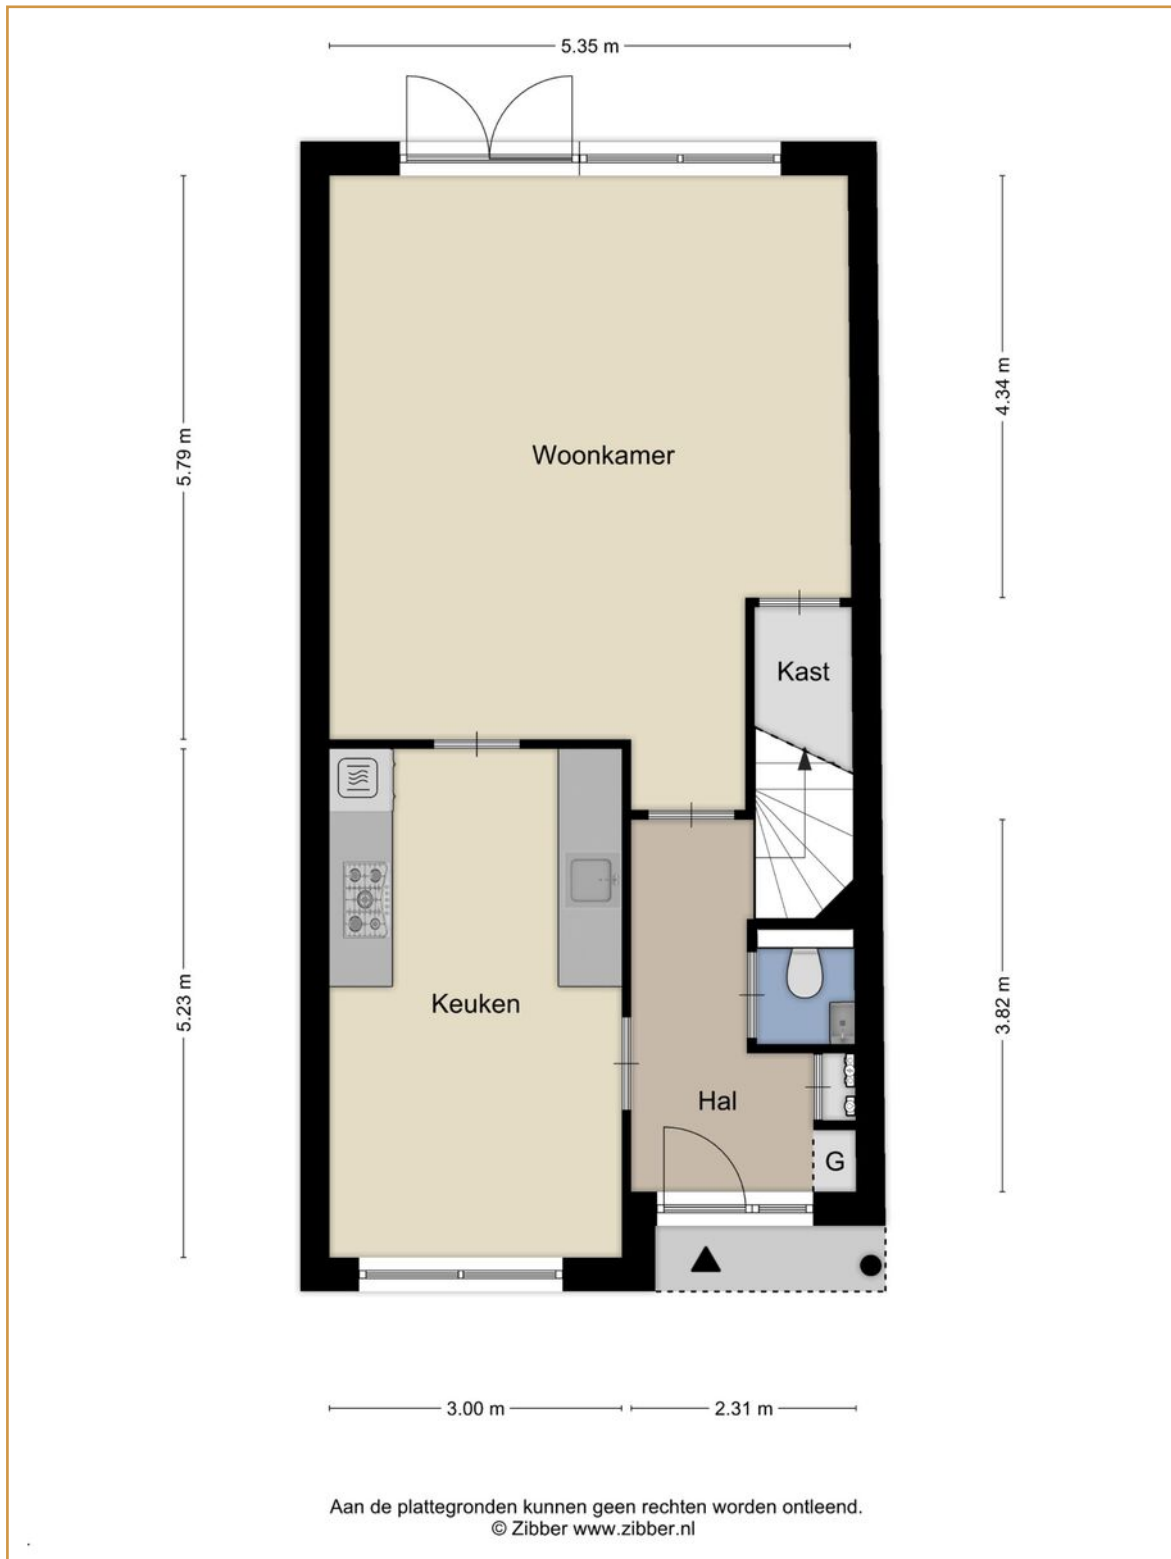 5.35 m
4.34 m
5.79 m
Woonkamer
Kast
Keuken
5.23 m
3.82 m
Hal
G
3.00 m
2.31 m
Aan de plattegronden kunnen geen rechten worden ontleend.
© Zibber www.zibber.nl